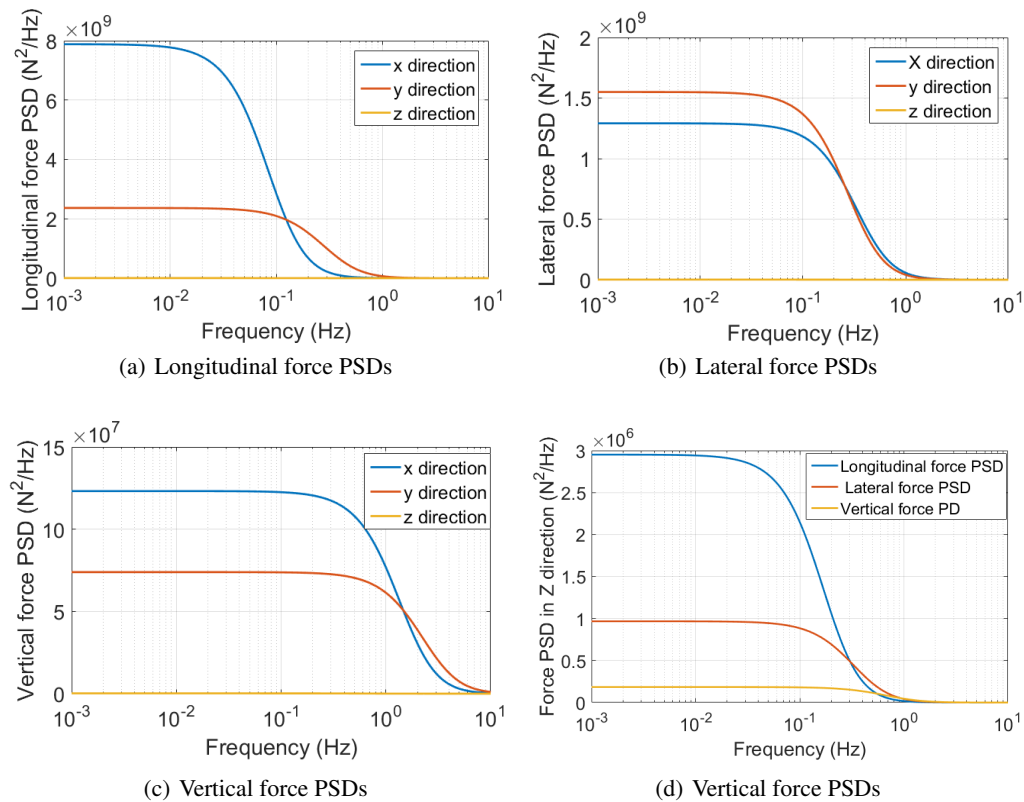 ×10^9
Longitudinal force PSD (N^2/Hz)
8
6
4
2
0
x direction
y direction
z direction
10^-3 10^-2 10^-1 10^0 10^1
Frequency (Hz)
(a) Longitudinal force PSDs
×10^9
Lateral force PSD (N^2/Hz)
2
1.5
1
0.5
0
X direction
y direction
z direction
10^-3 10^-2 10^-1 10^0 10^1
Frequency (Hz)
(b) Lateral force PSDs
×10^7
Vertical force PSD (N^2/Hz)
15
10
5
0
x direction
y direction
z direction
10^-3 10^-2 10^-1 10^0 10^1
Frequency (Hz)
(c) Vertical force PSDs
×10^6
Force PSD in Z direction (N^2/Hz)
3
2.5
2
1.5
1
0.5
0
Longitudinal force PSD
Lateral force PSD
Vertical force PD
10^-3 10^-2 10^-1 10^0 10^1
Frequency (Hz)
(d) Vertical force PSDs